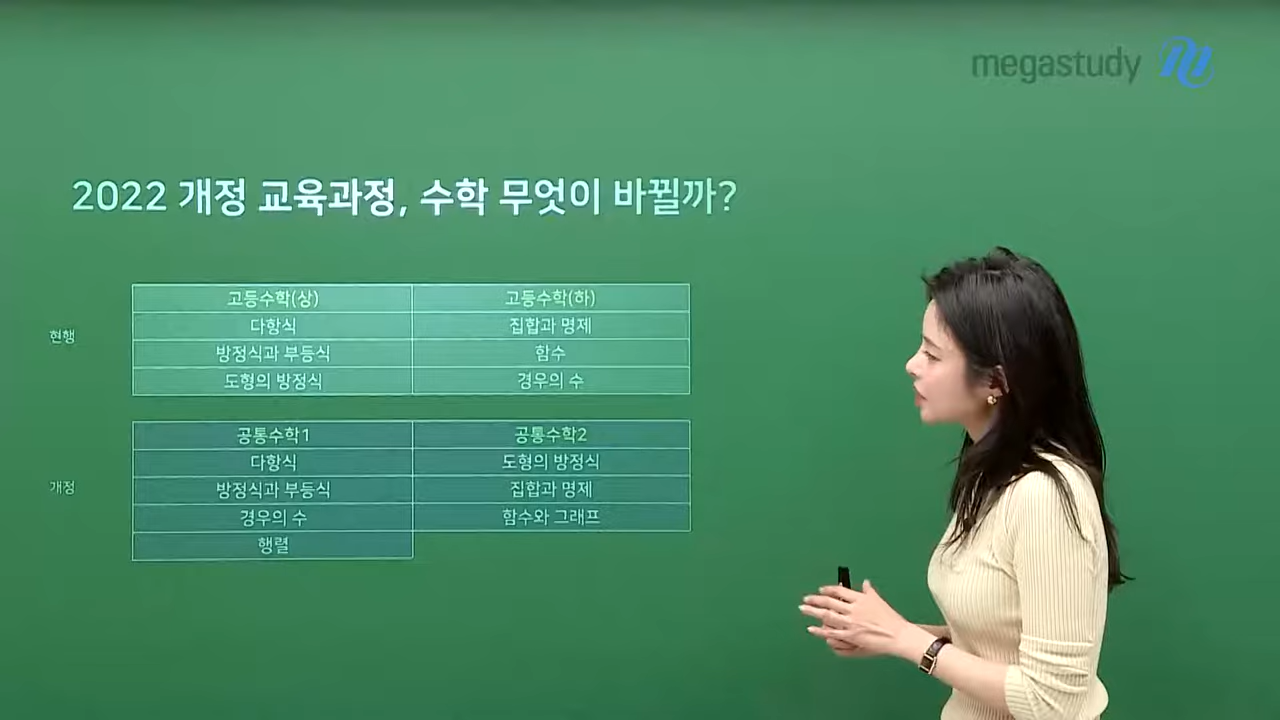 megastudy
2022 개정 교육과정, 수학 무엇이 바뀔까?
현행
고등수학(상) 고등수학(하)
다항식 집합과 명제
방정식과 부등식 함수
도형의 방정식 경우의 수
개정
공통수학1 공통수학2
다항식 도형의 방정식
방정식과 부등식 집합과 명제
경우의 수 함수와 그래프
행렬